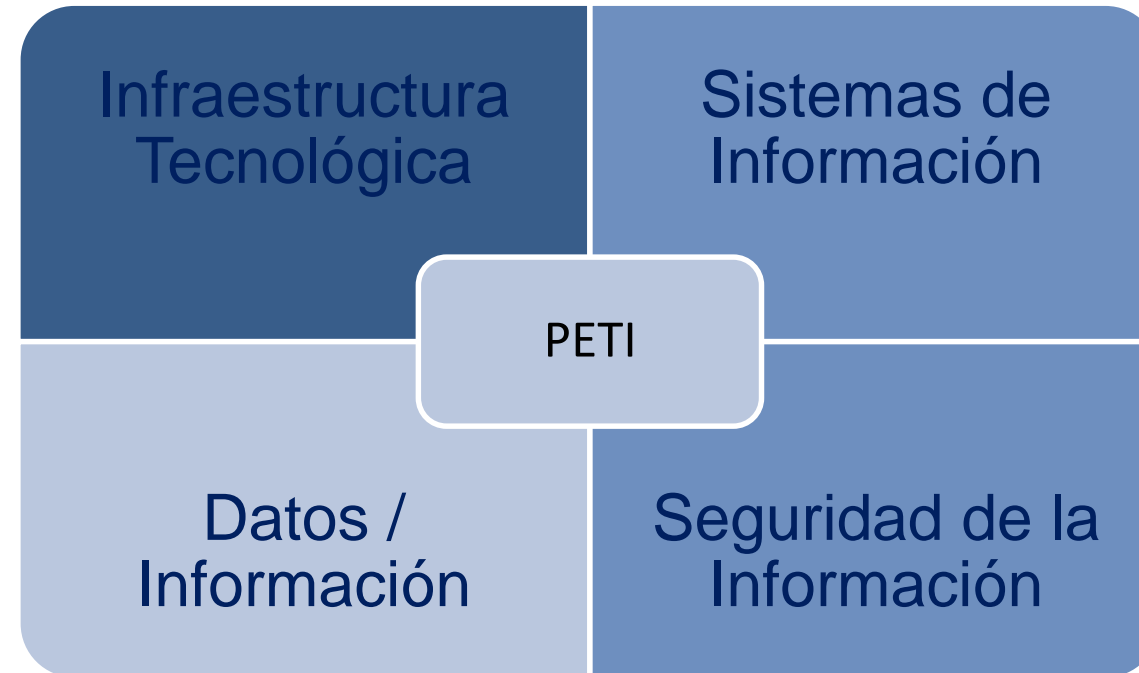 Infraestructura
Tecnológica
Sistemas de
Información
PETI
Datos /
Información
Seguridad de la
Información